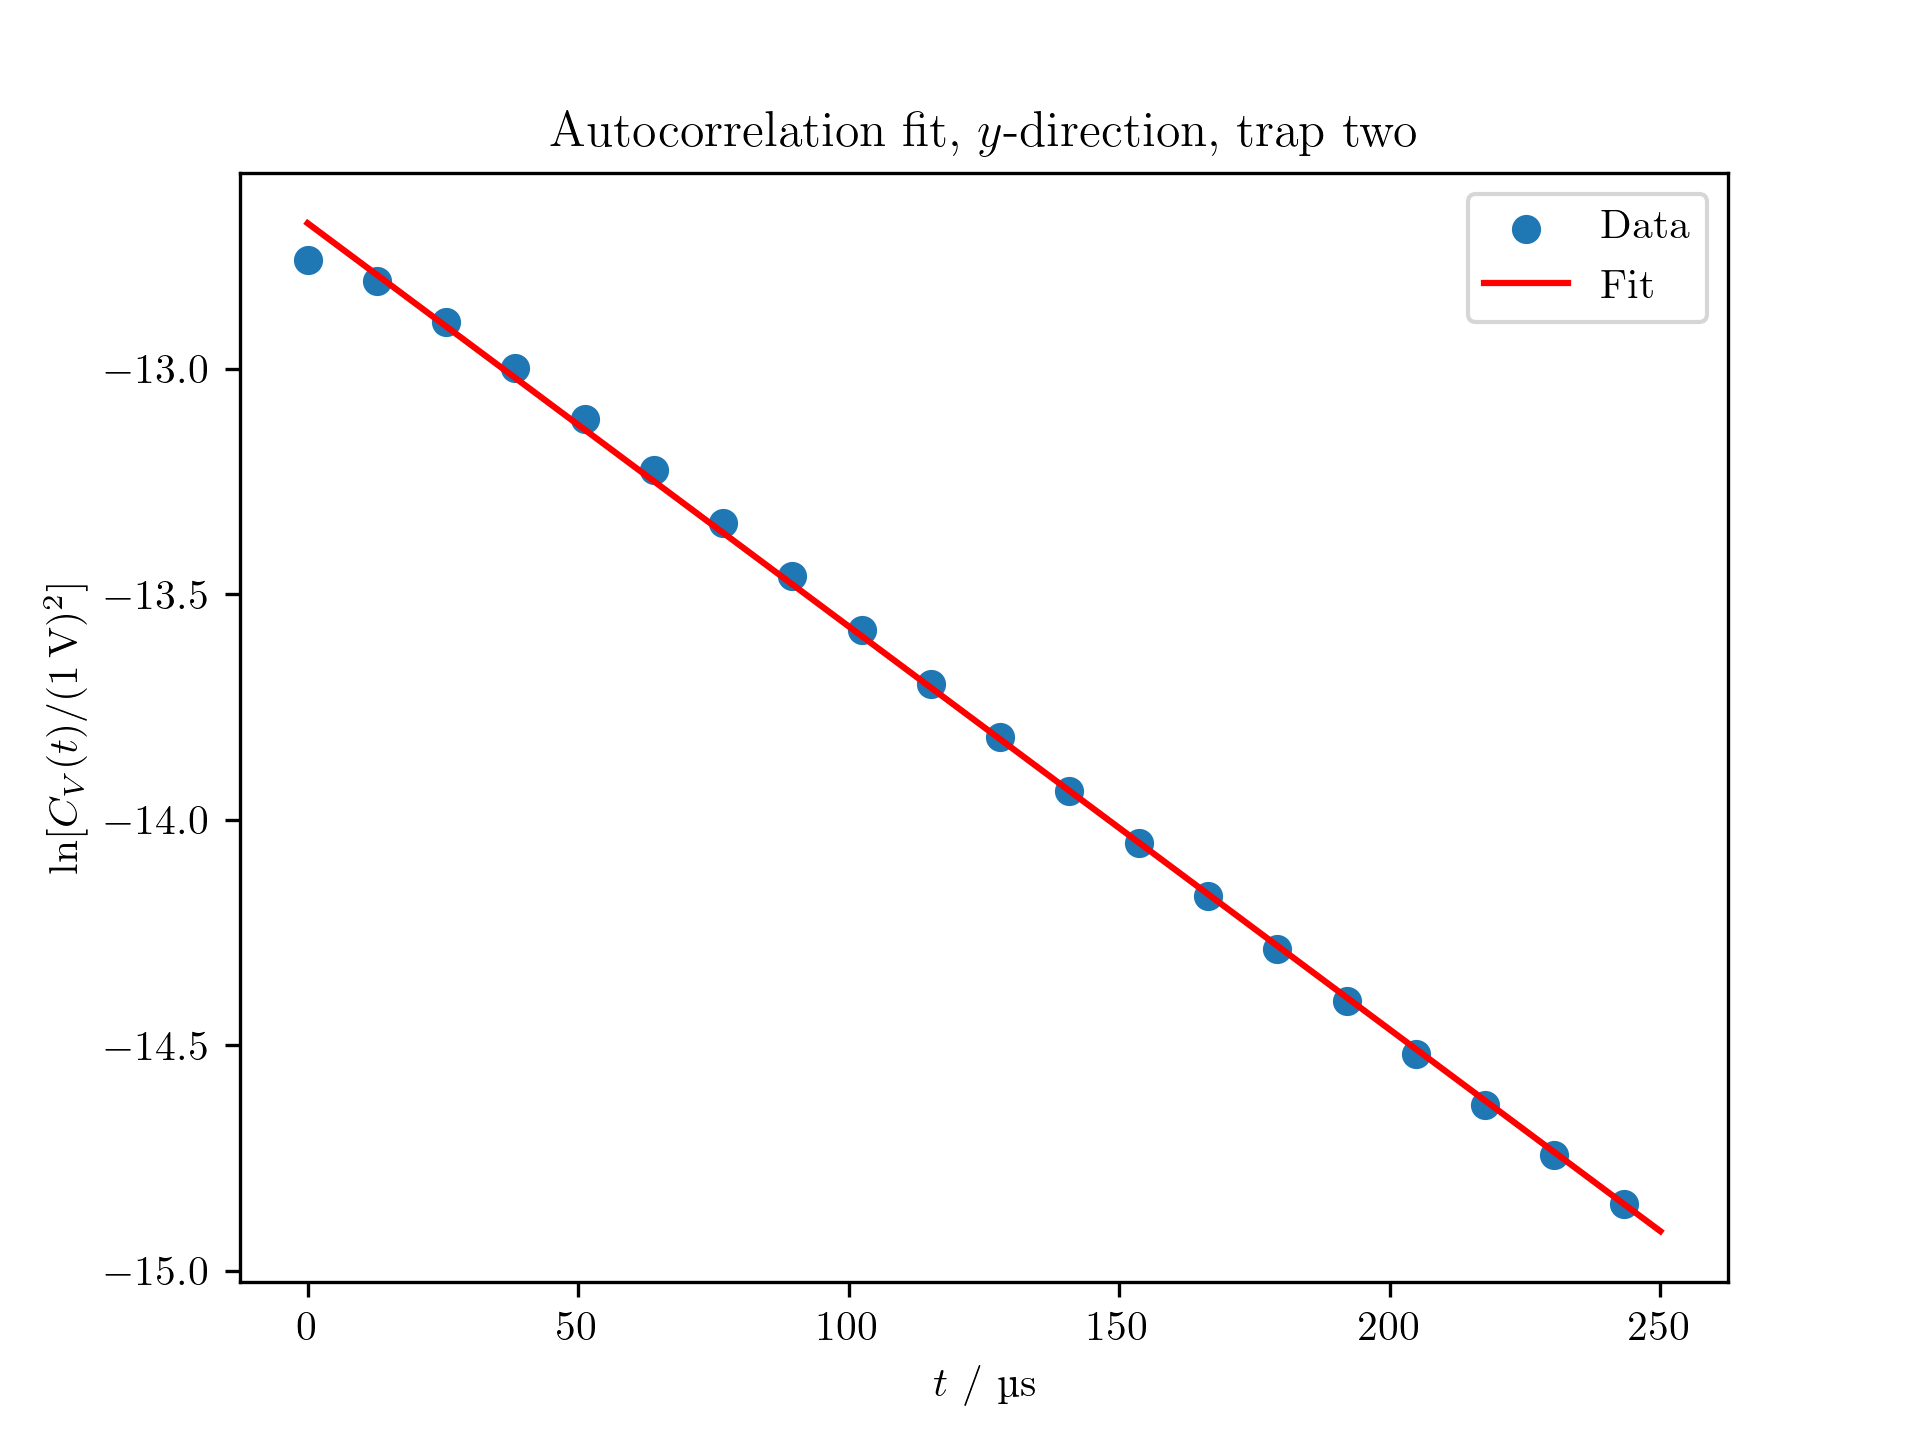 Autocorrelation fit, y-direction, trap two
Data
Fit
ln[C_V(t)/(1 V)²]
−13.0
−13.5
−14.0
−14.5
−15.0
0 50 100 150 200 250
t / µs